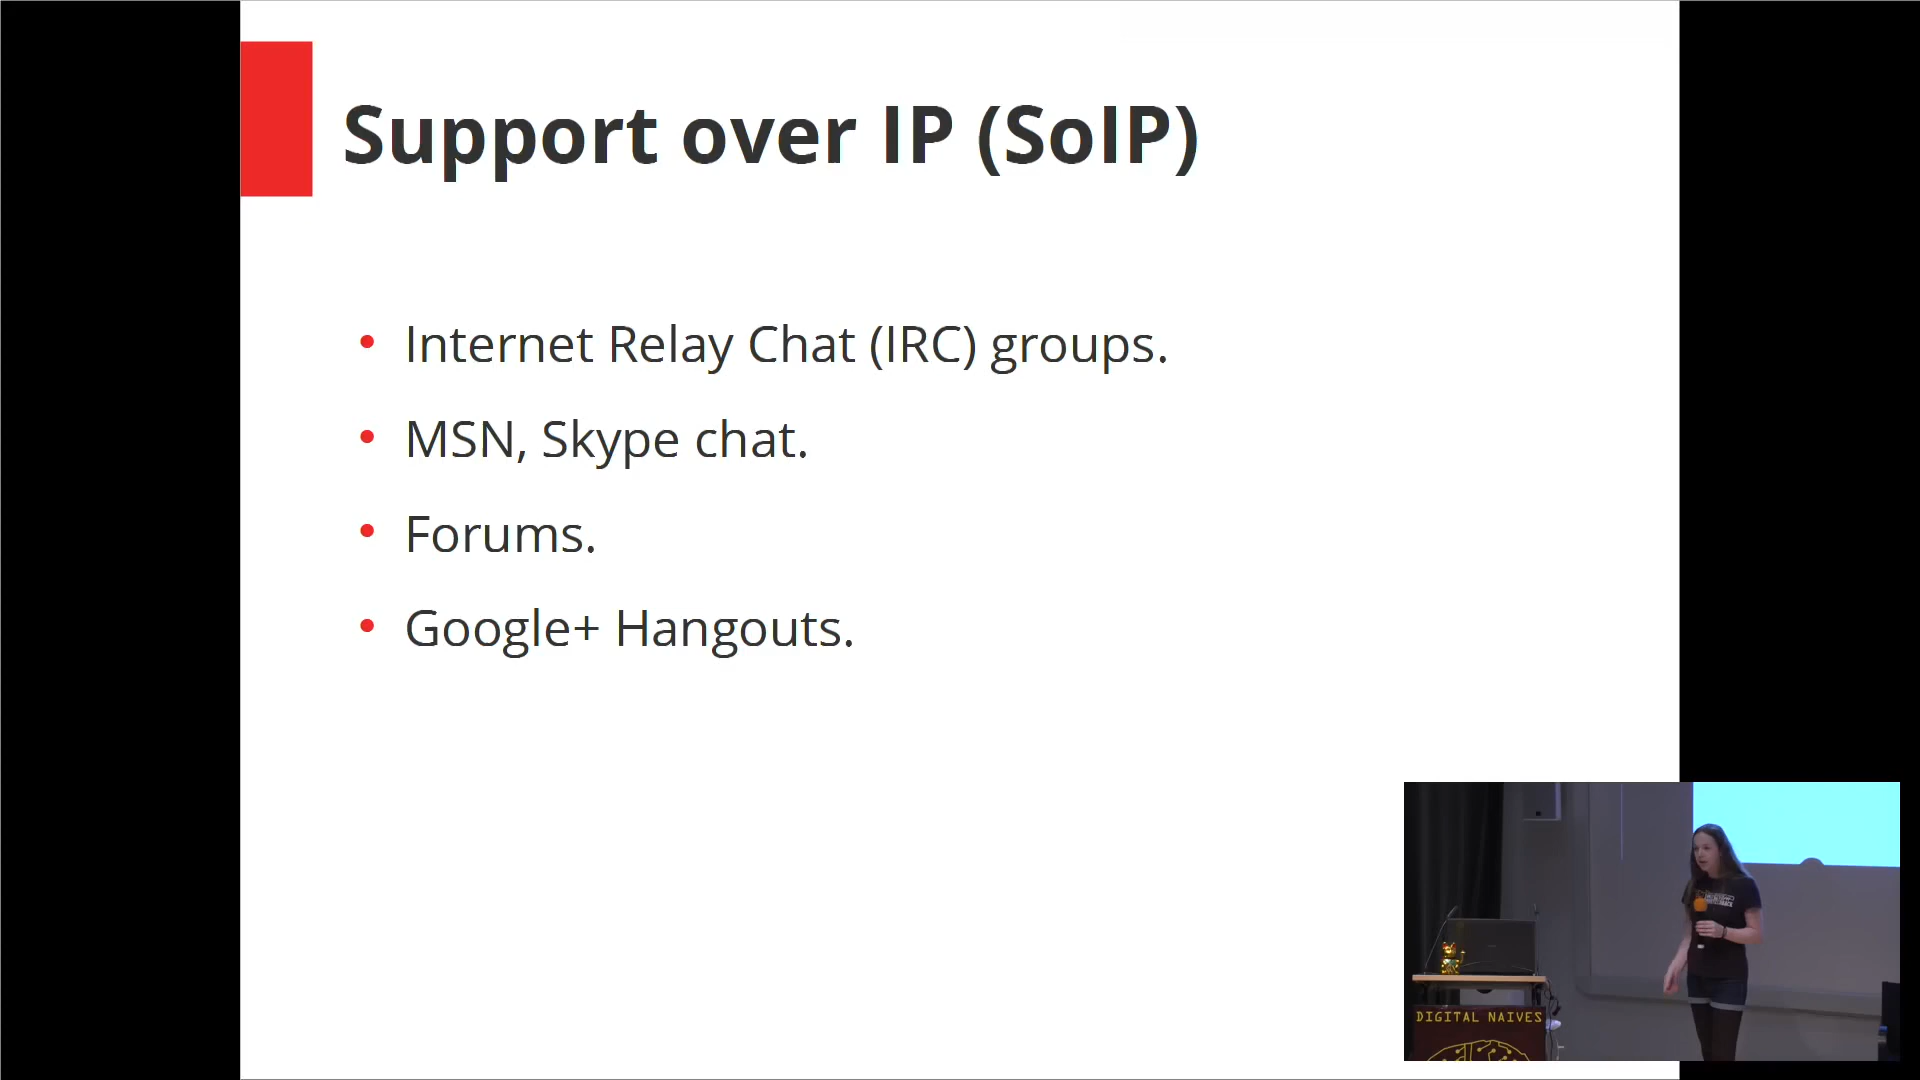 Support over IP (SoIP)
Internet Relay Chat (IRC) groups.
MSN, Skype chat.
Forums.
Google+ Hangouts.
DIGITAL NAIVES